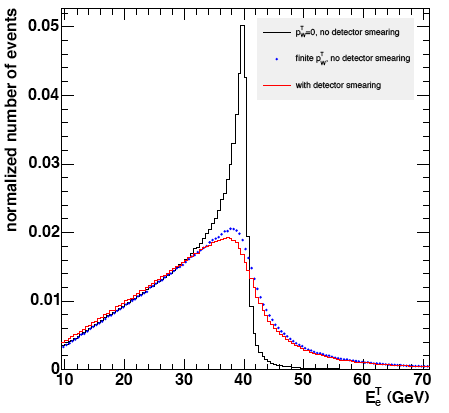 normalized number of events
0.05
0.04
0.03
0.02
0.01
0
p_W^T=0, no detector smearing
finite p_W^T, no detector smearing
with detector smearing
10 20 30 40 50 60 70
E_e^T (GeV)